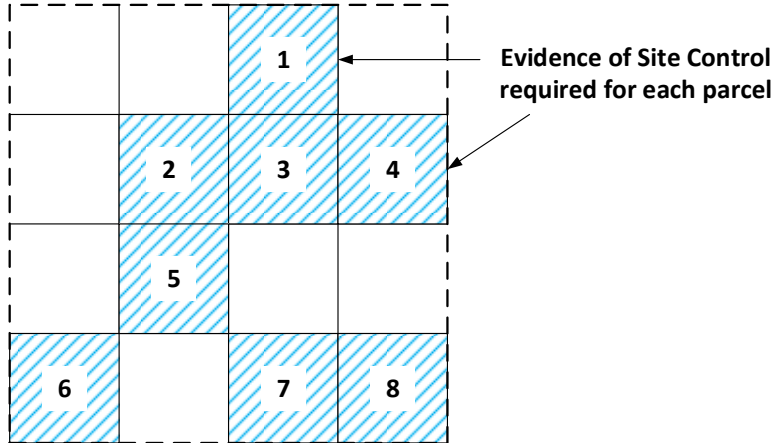 1
Evidence of Site Control
required for each parcel
2 3 4
5
6 7 8